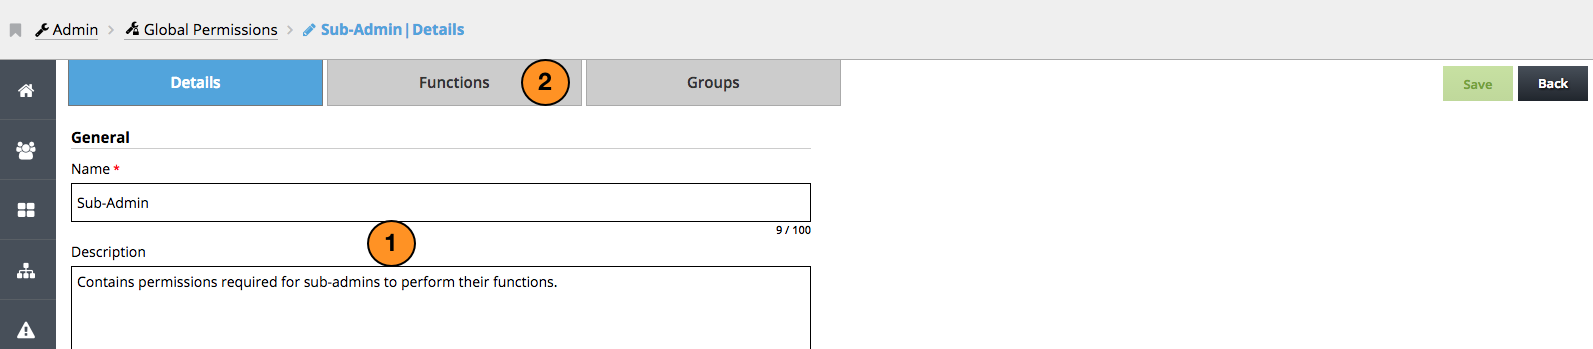 Admin > Global Permissions > Sub-Admin | Details
Details Functions 2 Groups Save Back
General
Name *
Sub-Admin
9 / 100
1
Description
Contains permissions required for sub-admins to perform their functions.